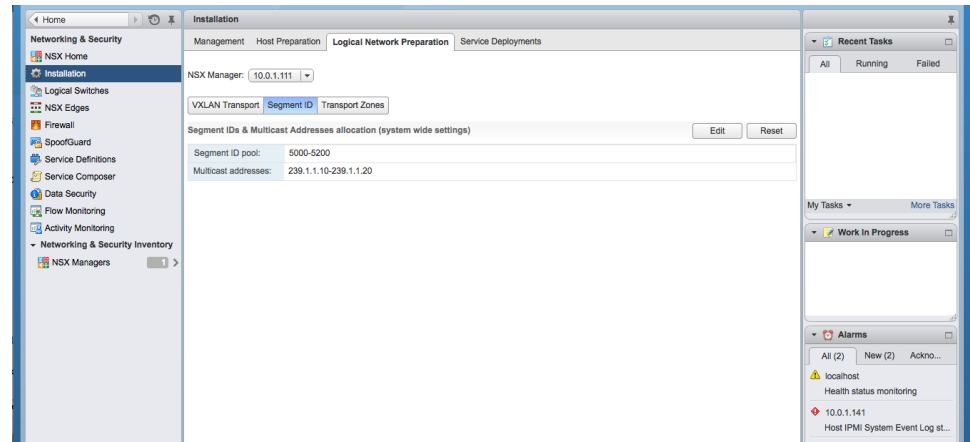 Home
Networking & Security
NSX Home
Installation
Logical Switches
NSX Edges
Firewall
SpoofGuard
Service Definitions
Service Composer
Data Security
Flow Monitoring
Activity Monitoring
Networking & Security Inventory
NSX Managers 1
Installation
Management Host Preparation Logical Network Preparation Service Deployments
NSX Manager: 10.0.1.111
VXLAN Transport Segment ID Transport Zones
Segment IDs & Multicast Addresses allocation (system wide settings) Edit Reset
Segment ID pool: 5000-5200
Multicast addresses: 239.1.1.10-239.1.1.20
Recent Tasks
All Running Failed
My Tasks More Tasks
Work In Progress
Alarms
All (2) New (2) Ackno...
localhost
Health status monitoring
10.0.1.141
Host IPMI System Event Log st...